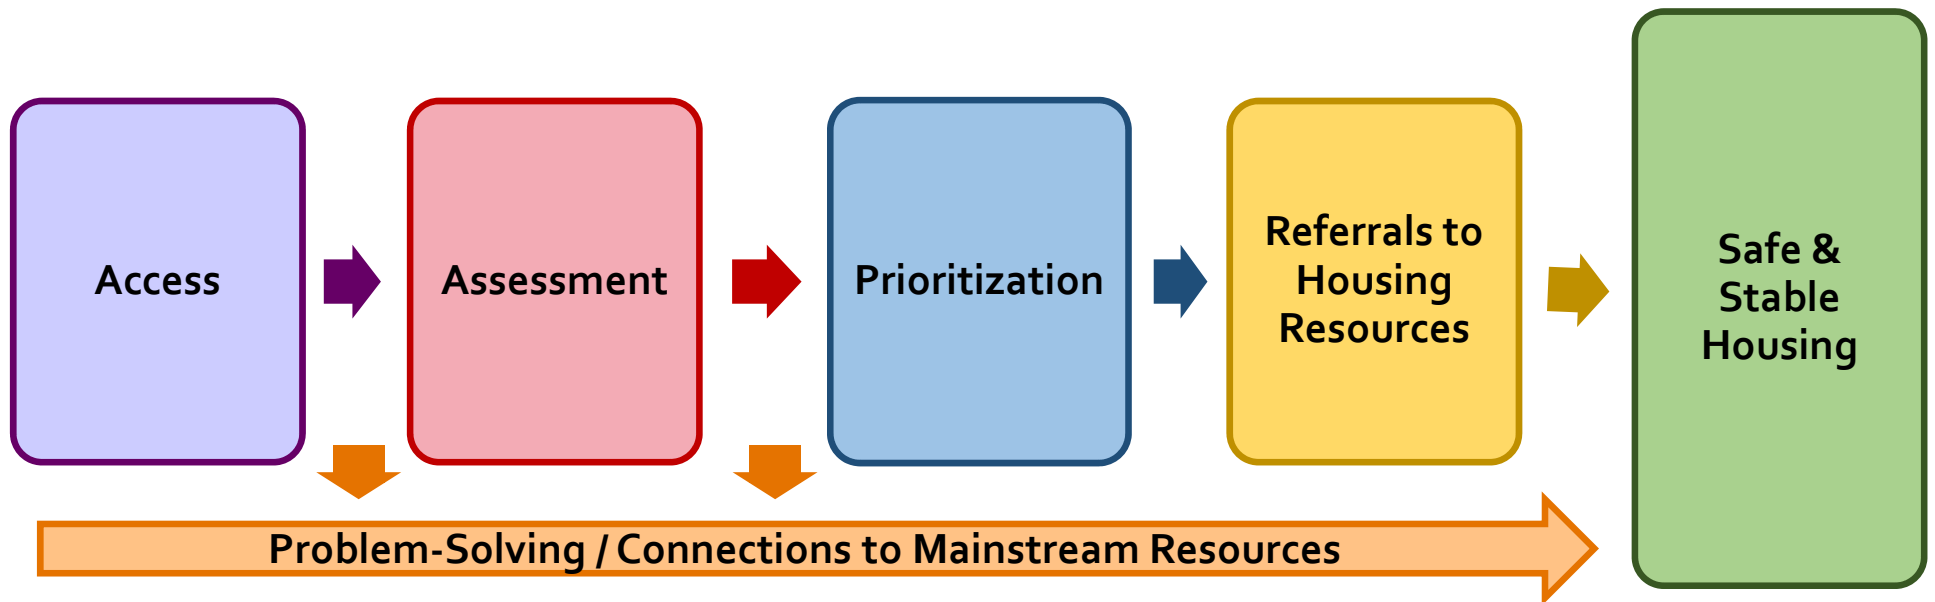 Access
Assessment
Prioritization
Referrals to
Housing
Resources
Safe &
Stable
Housing
Problem-Solving / Connections to Mainstream Resources